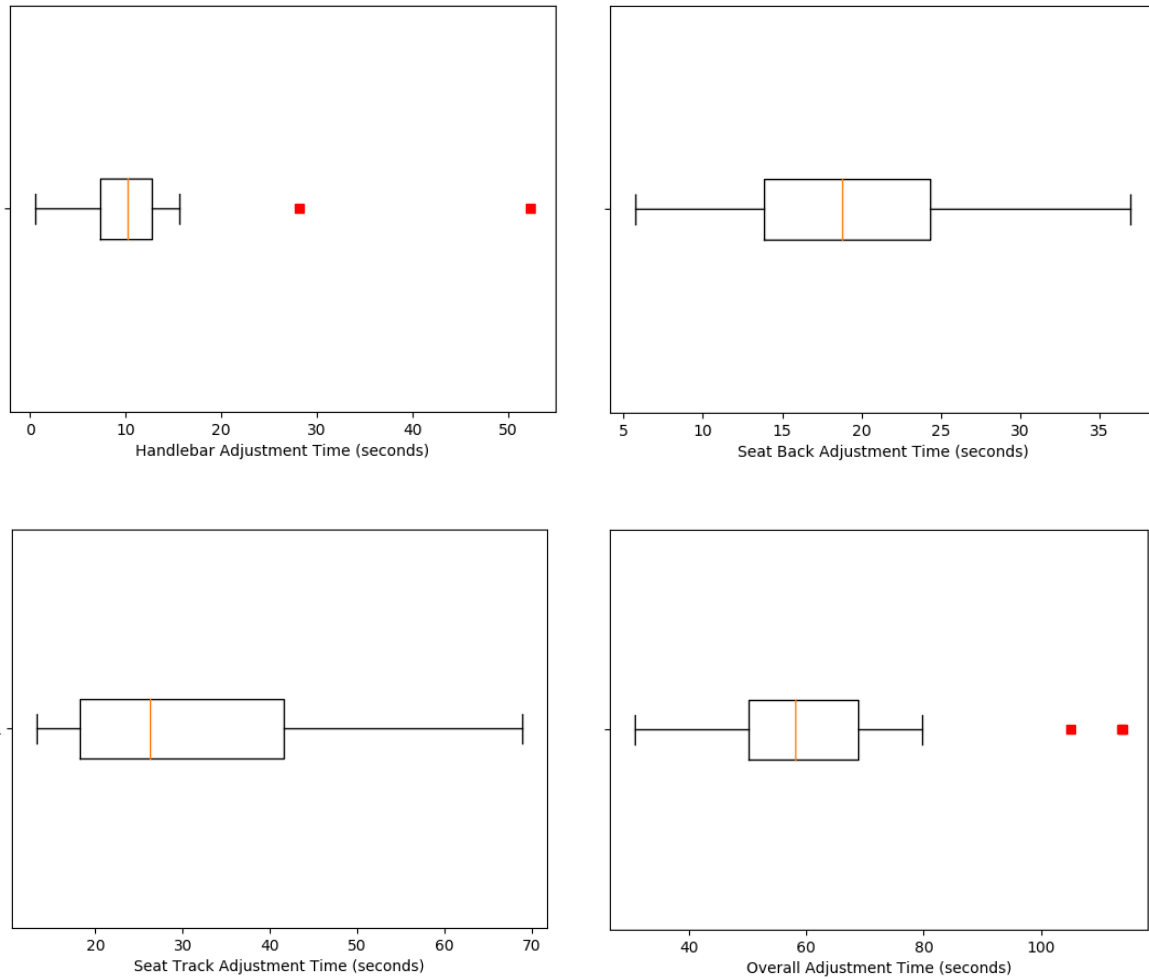 0 10 20 30 40 50
Handlebar Adjustment Time (seconds)
5 10 15 20 25 30 35
Seat Back Adjustment Time (seconds)
20 30 40 50 60 70
Seat Track Adjustment Time (seconds)
40 60 80 100
Overall Adjustment Time (seconds)